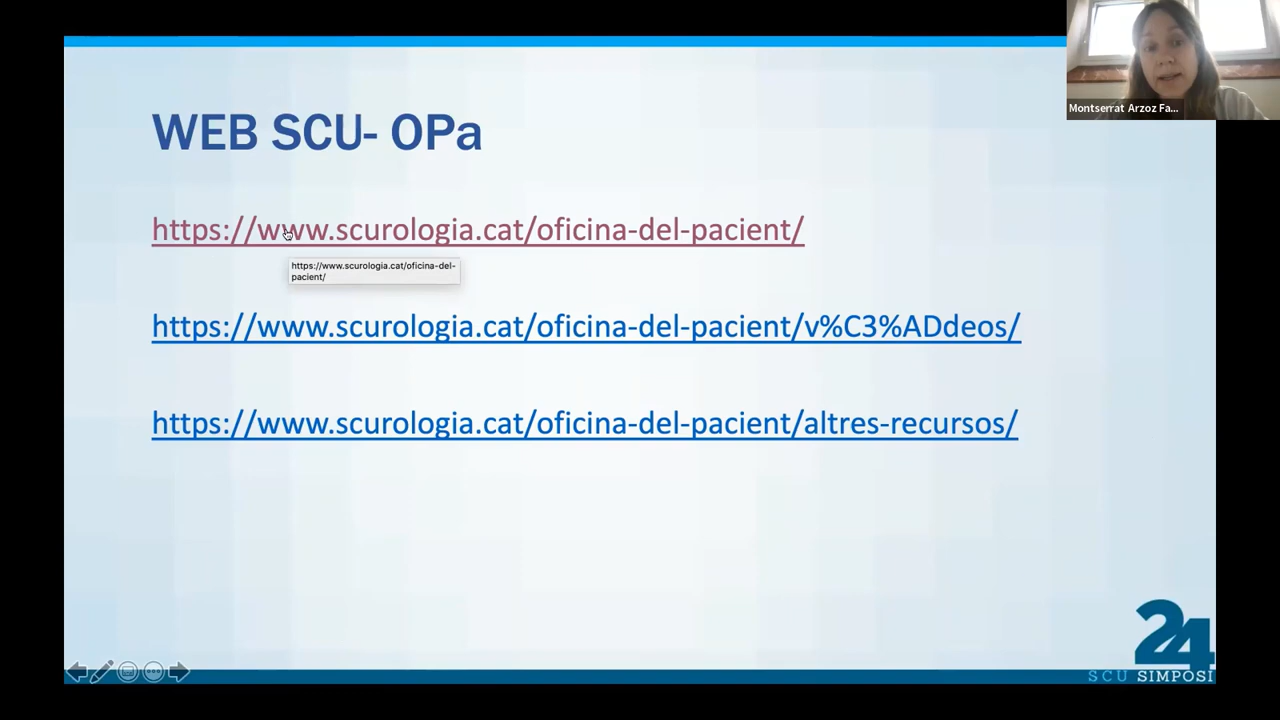 Montserrat Arzoz Fa...
WEB SCU- OPa
https://www.scurologia.cat/oficina-del-pacient/
https://www.scurologia.cat/oficina-del-
pacient/
https://www.scurologia.cat/oficina-del-pacient/v%C3%ADdeos/
https://www.scurologia.cat/oficina-del-pacient/altres-recursos/
24
SCU SIMPOSI